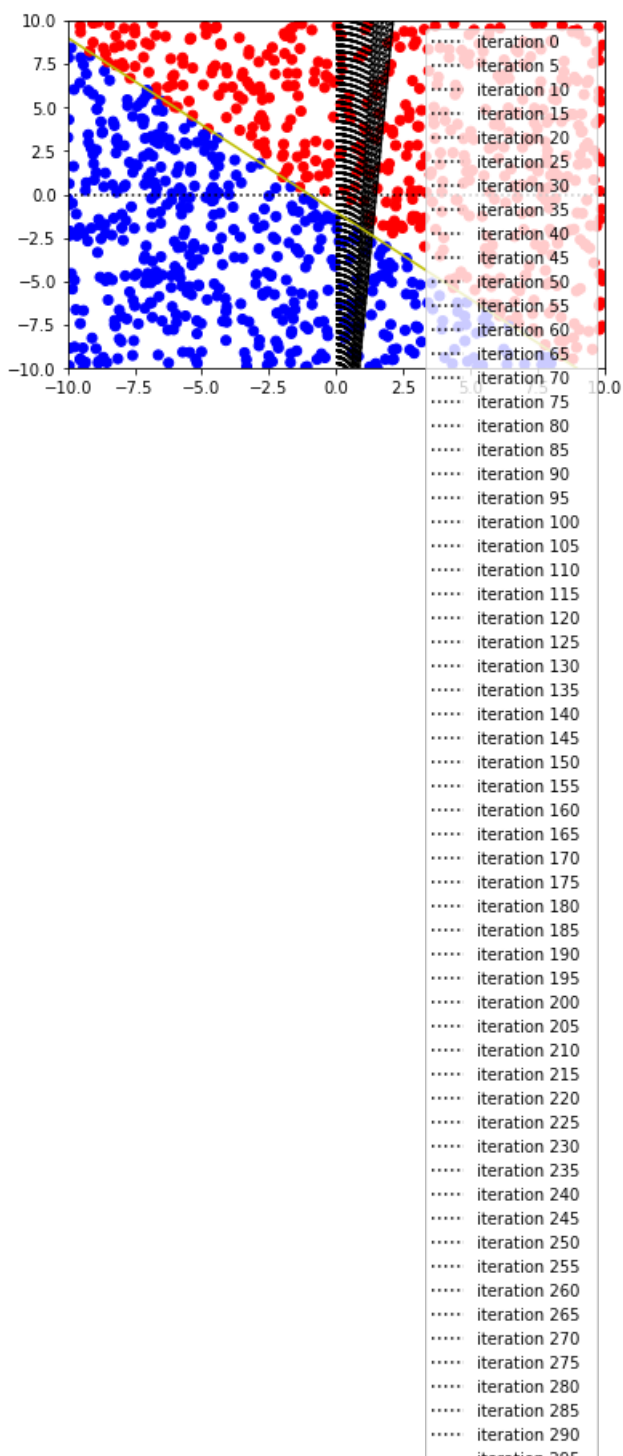 10.0
7.5
5.0
2.5
0.0
−2.5
−5.0
−7.5
−10.0
−10.0 −7.5 −5.0 −2.5 0.0 2.5 5.0 7.5 10.0
iteration 0
iteration 5
iteration 10
iteration 15
iteration 20
iteration 25
iteration 30
iteration 35
iteration 40
iteration 45
iteration 50
iteration 55
iteration 60
iteration 65
iteration 70
iteration 75
iteration 80
iteration 85
iteration 90
iteration 95
iteration 100
iteration 105
iteration 110
iteration 115
iteration 120
iteration 125
iteration 130
iteration 135
iteration 140
iteration 145
iteration 150
iteration 155
iteration 160
iteration 165
iteration 170
iteration 175
iteration 180
iteration 185
iteration 190
iteration 195
iteration 200
iteration 205
iteration 210
iteration 215
iteration 220
iteration 225
iteration 230
iteration 235
iteration 240
iteration 245
iteration 250
iteration 255
iteration 260
iteration 265
iteration 270
iteration 275
iteration 280
iteration 285
iteration 290